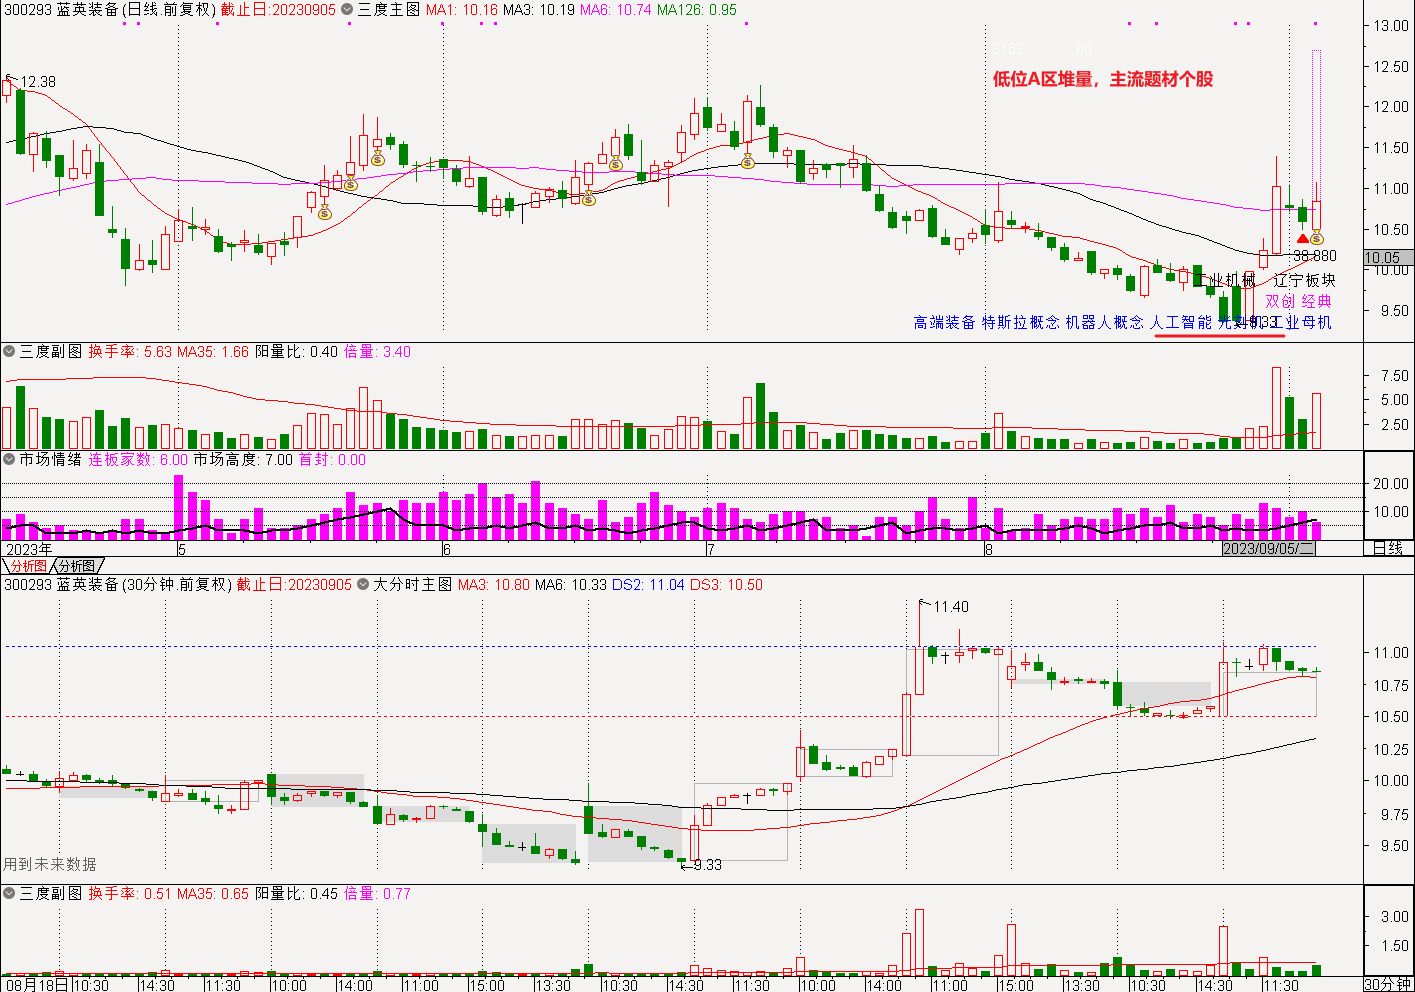 300293 蓝英装备(日线.前复权) 截止日:20230905 三度主图 MA1: 10.16 MA3: 10.19 MA6: 10.74 MA126: 0.95
13.00
3182 60
12.50
低位A区堆量，主流题材个股
12.38
12.00
11.50
11.00
10.50
38.880
10.05
10.00
工业机械 辽宁板块
双创 经典
9.50
高端装备 特斯拉概念 机器人概念 人工智能 光刻机 工业母机
9.33
三度副图 换手率: 5.63 MA35: 1.66 阳量比: 0.40 倍量: 3.40
7.50
5.00
2.50
市场情绪 连板家数: 6.00 市场高度: 7.00 首封: 0.00
20.00
10.00
2023年 5 6 7 8 2023/09/05/二 日线
分析图 分析图
300293 蓝英装备(30分钟.前复权) 截止日:20230905 大分时主图 MA3: 10.80 MA6: 10.33 DS2: 11.04 DS3: 10.50
11.40
11.00
10.75
10.50
10.25
10.00
9.75
9.50
用到未来数据
9.33
三度副图 换手率: 0.51 MA35: 0.65 阳量比: 0.45 倍量: 0.77
3.00
1.50
08月18日 10:30 14:30 11:30 10:00 14:00 15:00 13:30 10:30 14:30 11:30 10:00 14:00 11:00 15:00 13:30 10:30 14:30 11:30 30分钟